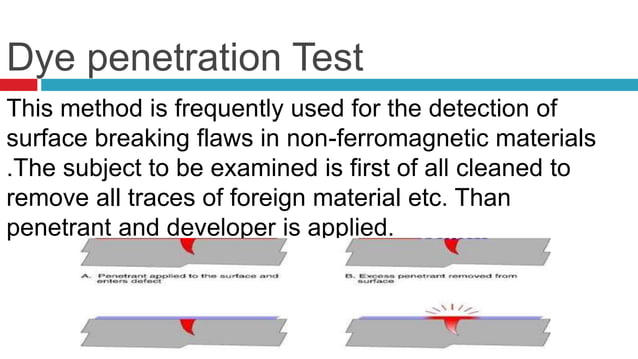 Dye penetration Test
This method is frequently used for the detection of
surface breaking flaws in non-ferromagnetic materials
.The subject to be examined is first of all cleaned to
remove all traces of foreign material etc. Than
penetrant and developer is applied.
A. Penetrant applied to the surface and
enters defect
B. Excess penetrant removed from
surface